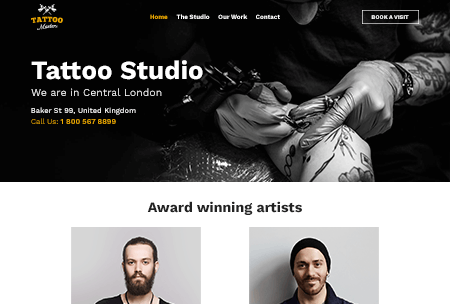 TATTOO
Master
Home The Studio Our Work Contact
BOOK A VISIT
Tattoo Studio
We are in Central London
Baker St 99, United Kingdom
Call Us: 1 800 567 8899
Award winning artists